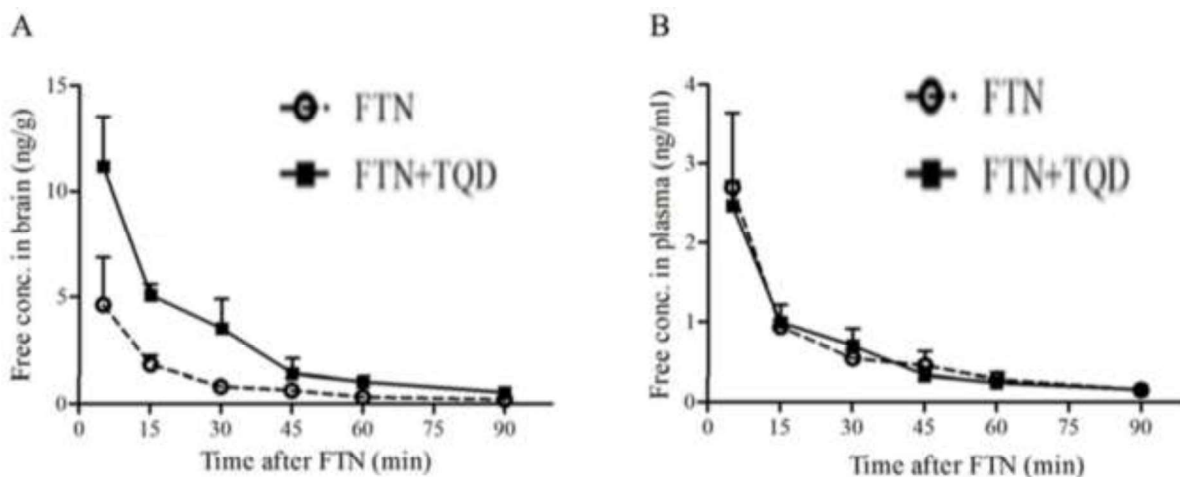 A
Free conc. in brain (ng/g)
15
10
5
0
FTN
FTN+TQD
0 15 30 45 60 75 90
Time after FTN (min)
B
Free conc. in plasma (ng/ml)
4
3
2
1
0
FTN
FTN+TQD
0 15 30 45 60 75 90
Time after FTN (min)